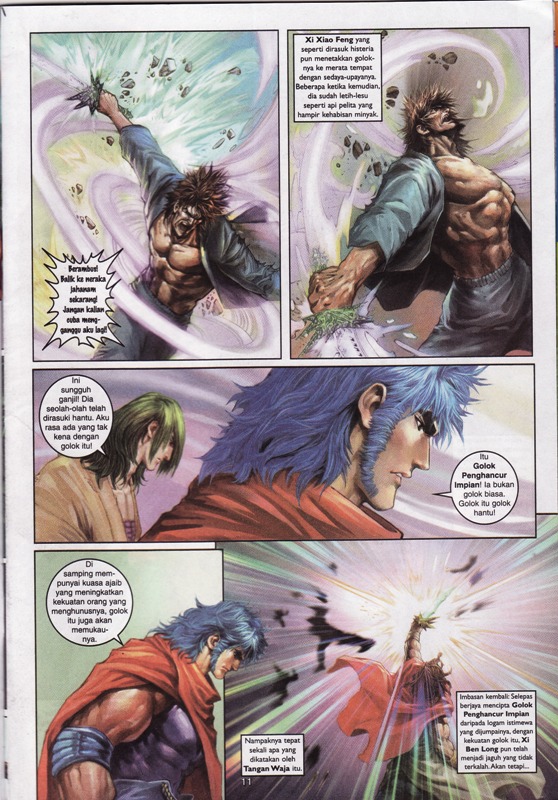 Berambus!
Balik ke neraka
jahanam
sekarang!
Jangan kalian
cuba meng-
ganggu aku lagi!
Xi Xiao Feng yang
seperti dirasuk histeria
pun menetakkan golok-
nya ke merata tempat
dengan sedaya-upayanya.
Beberapa ketika kemudian,
dia sudah letih-lesu
seperti api pelita yang
hampir kehabisan minyak.
Ini
sungguh
ganjil! Dia
seolah-olah telah
dirasuki hantu. Aku
rasa ada yang tak
kena dengan
golok itu!
Itu
Golok
Penghancur
Impian! Ia bukan
golok biasa.
Golok itu golok
hantu!
Di
samping mem-
punyai kuasa ajaib
yang meningkatkan
kekuatan orang yang
menghunusnya, golok
itu juga akan
memukau-
nya.
Nampaknya tepat
sekali apa yang
dikatakan oleh
Tangan Waja itu.
Imbasan kembali: Selepas
berjaya mencipta Golok
Penghancur Impian
daripada logam istimewa
yang dijumpainya, dengan
kekuatan golok itu, Xi
Ben Long pun telah
menjadi jaguh yang tidak
terkalah. Akan tetapi...
11